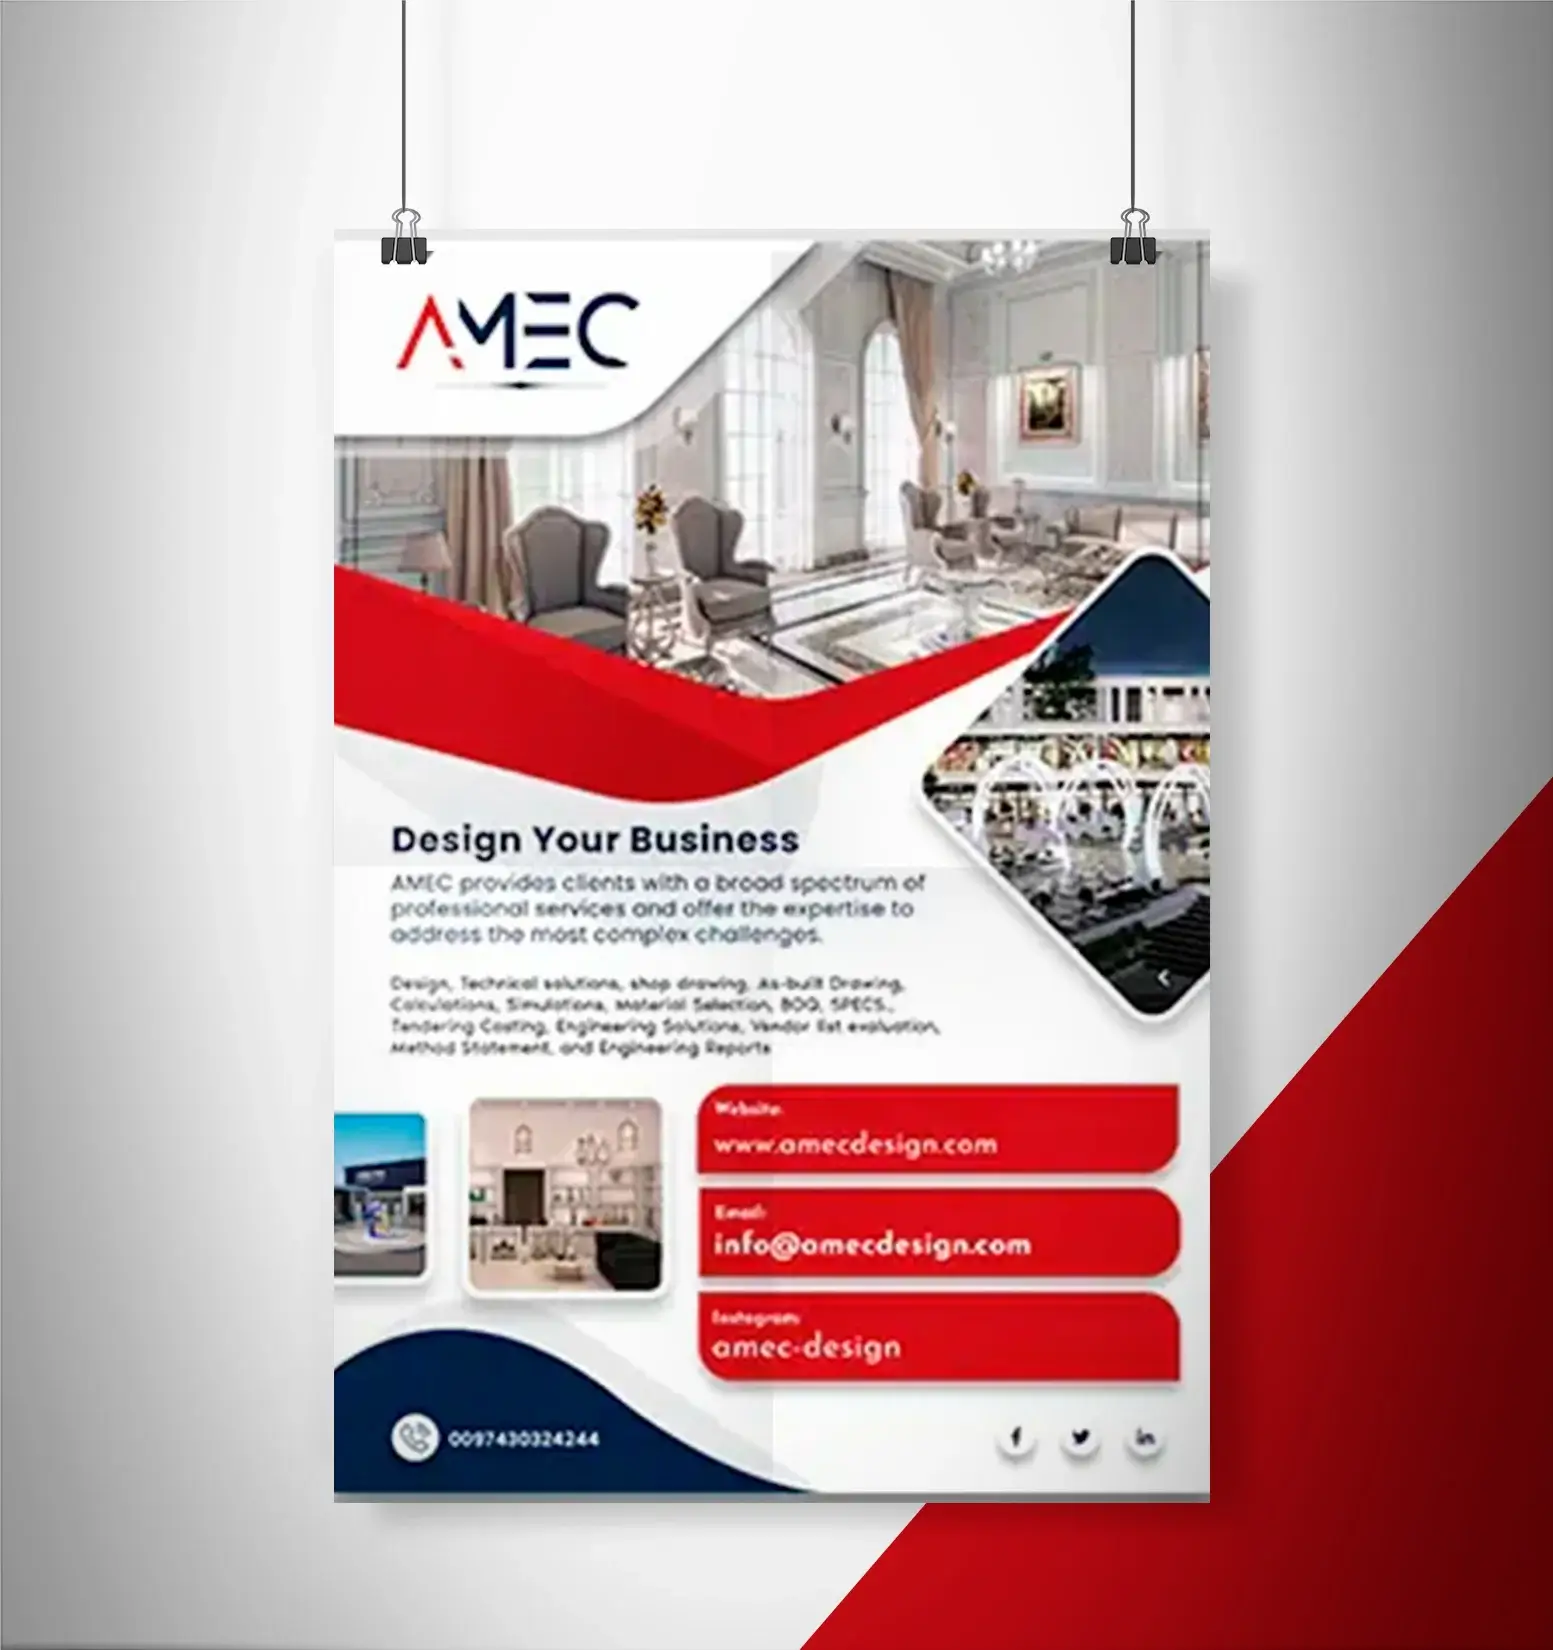 AMEC
Design Your Business
AMEC provides clients with a broad spectrum of
professional services and offer the expertise to
address the most complex challenges.
Design, Technical solutions, shop drawing, As-built Drawing,
Calculations, Simulations, Material Selection, BOQ, SPECS.,
Tendering Costing, Engineering Solutions, Vendor list evaluation,
Method Statement, and Engineering Reports
Website:
www.amecdesign.com
Email:
info@amecdesign.com
Instagram:
amec-design
0097430324244